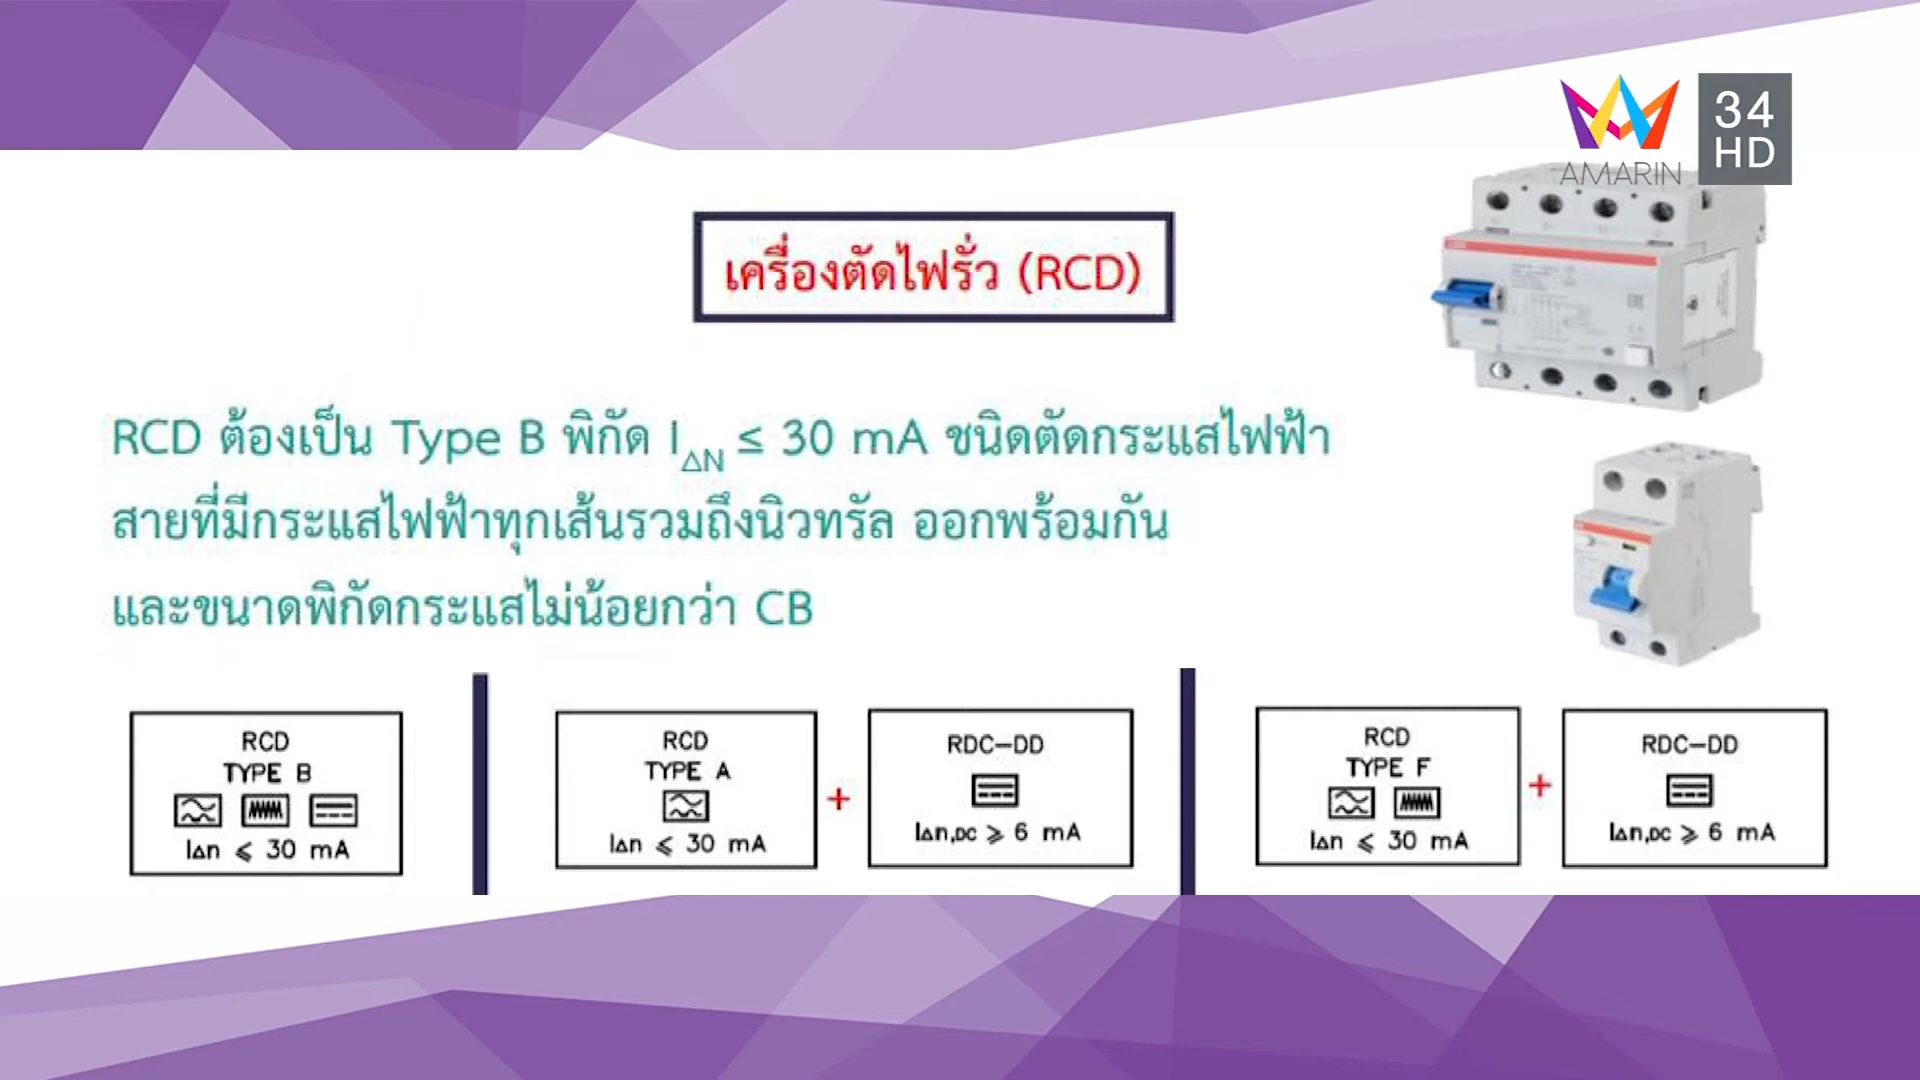 AMARIN
34
HD
เครื่องตัดไฟรั่ว (RCD)
RCD ต้องเป็น Type B พิกัด IΔN ≤ 30 mA ชนิดตัดกระแสไฟฟ้า
สายที่มีกระแสไฟฟ้าทุกเส้นรวมถึงนิวทรัล ออกพร้อมกัน
และขนาดพิกัดกระแสไม่น้อยกว่า CB
RCD
TYPE B
IΔn ⩽ 30 mA
RCD
TYPE A
IΔn ⩽ 30 mA
+
RDC-DD
IΔn,DC ⩾ 6 mA
RCD
TYPE F
IΔn ⩽ 30 mA
+
RDC-DD
IΔn,DC ⩾ 6 mA